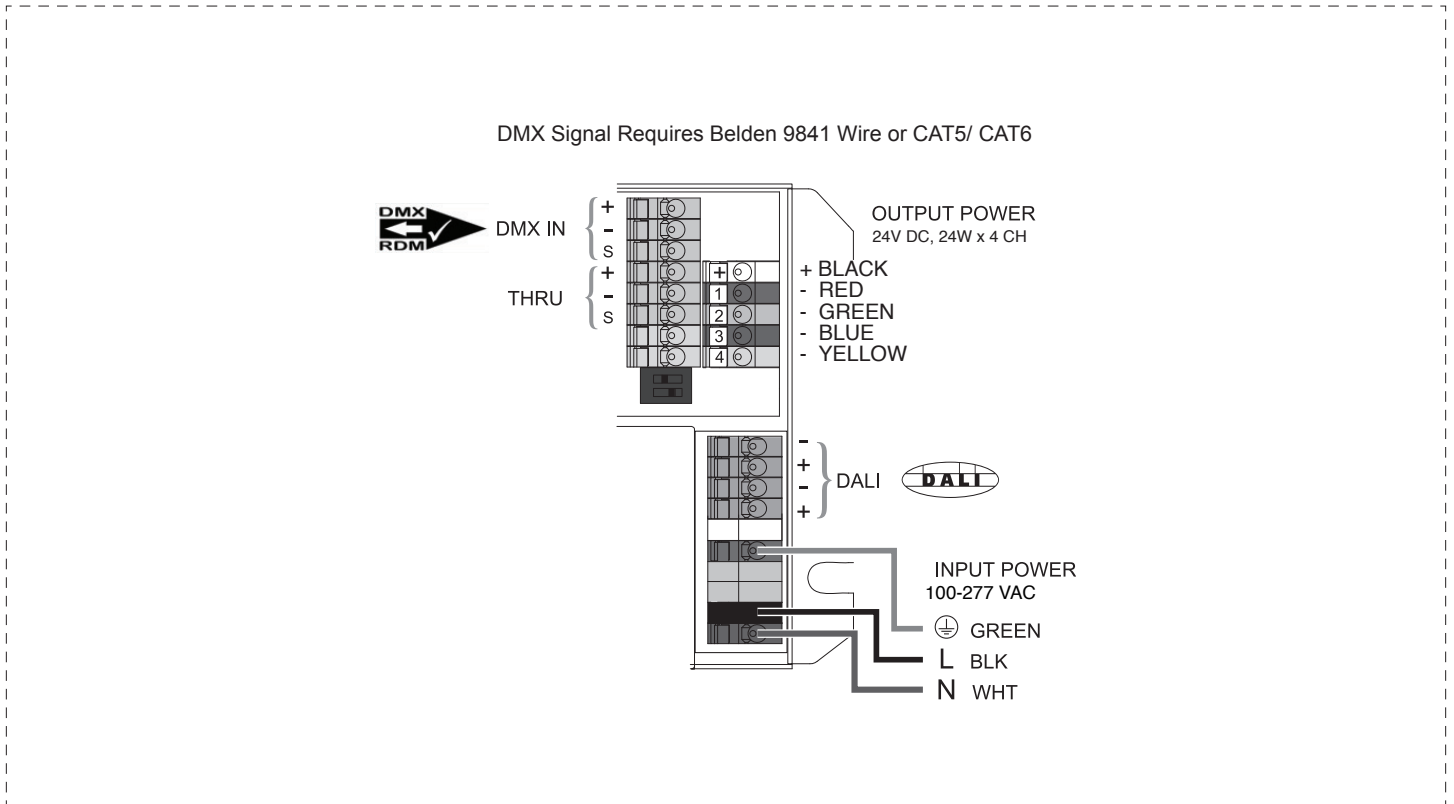 DMX Signal Requires Belden 9841 Wire or CAT5/ CAT6
DMX
RDM
DMX IN
+
-
S
THRU
+
-
S
OUTPUT POWER
24V DC, 24W x 4 CH
+
1
2
3
4
+ BLACK
- RED
- GREEN
- BLUE
- YELLOW
-
+
-
+
DALI
DALI
INPUT POWER
100-277 VAC
GREEN
L BLK
N WHT